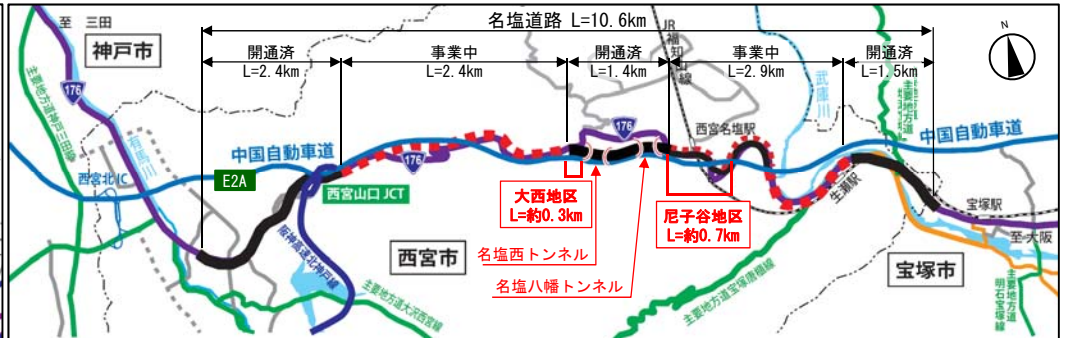 名塩道路 L=10.6km
至 三田
神戸市
開通済
L=2.4km
事業中
L=2.4km
開通済
L=1.4km
JR福知山線
事業中
L=2.9km
開通済
L=1.5km
N
176
主要地方道神戸三田線
有馬川
西宮北IC
中国自動車道
E2A
176
西宮山口JCT
176
西宮名塩駅
武庫川
主要地方道
中国自動車道
大西地区
L=約0.3km
尼子谷地区
L=約0.7km
生瀬駅
宝塚駅
至 大阪
名塩西トンネル
名塩八幡トンネル
阪神高速北神戸線
西宮市
宝塚市
主要地方道大沢西宮線
主要地方道宝塚唐櫃線
主要地方道
明石宝塚線